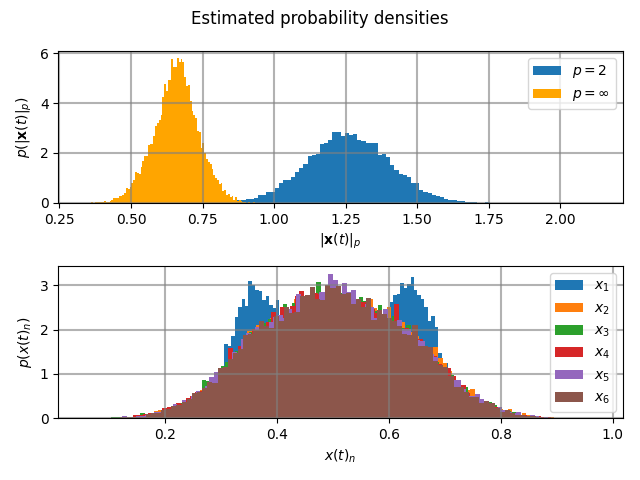 Estimated probability densities
p(|x(t)|ₚ)
6
4
2
0
p = 2
p = ∞
0.25 0.50 0.75 1.00 1.25 1.50 1.75 2.00
|x(t)|ₚ
p(x(t)ₙ)
3
2
1
0
x₁
x₂
x₃
x₄
x₅
x₆
0.2 0.4 0.6 0.8 1.0
x(t)ₙ